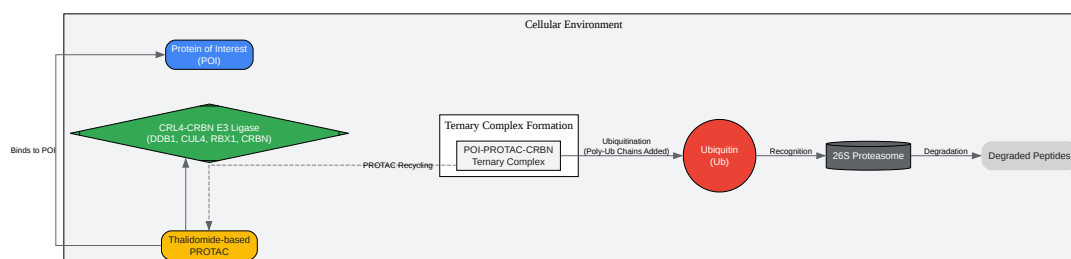 Cellular Environment
Protein of Interest
(POI)
CRL4-CRBN E3 Ligase
(DDB1, CUL4, RBX1, CRBN)
Binds to POI
Ternary Complex Formation
POI-PROTAC-CRBN
Ternary Complex
PROTAC Recycling
Ubiquitination
(Poly-Ub Chains Added)
Ubiquitin
(Ub)
Recognition
26S Proteasome
Degradation
Degraded Peptides
Thalidomide-based
PROTAC